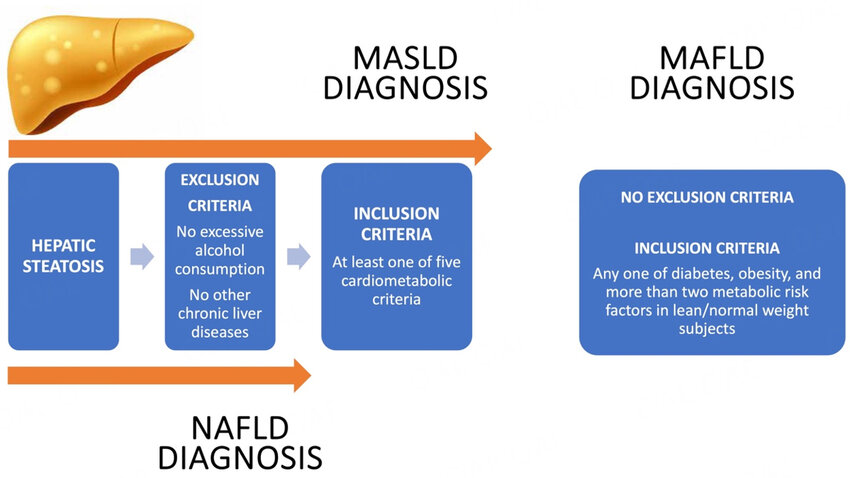 MASLD
DIAGNOSIS
MAFLD
DIAGNOSIS
HEPATIC
STEATOSIS
EXCLUSION
CRITERIA
No excessive
alcohol
consumption
No other
chronic liver
diseases
INCLUSION
CRITERIA
At least one of five
cardiometabolic
criteria
NO EXCLUSION CRITERIA
INCLUSION CRITERIA
Any one of diabetes, obesity, and
more than two metabolic risk
factors in lean/normal weight
subjects
NAFLD
DIAGNOSIS